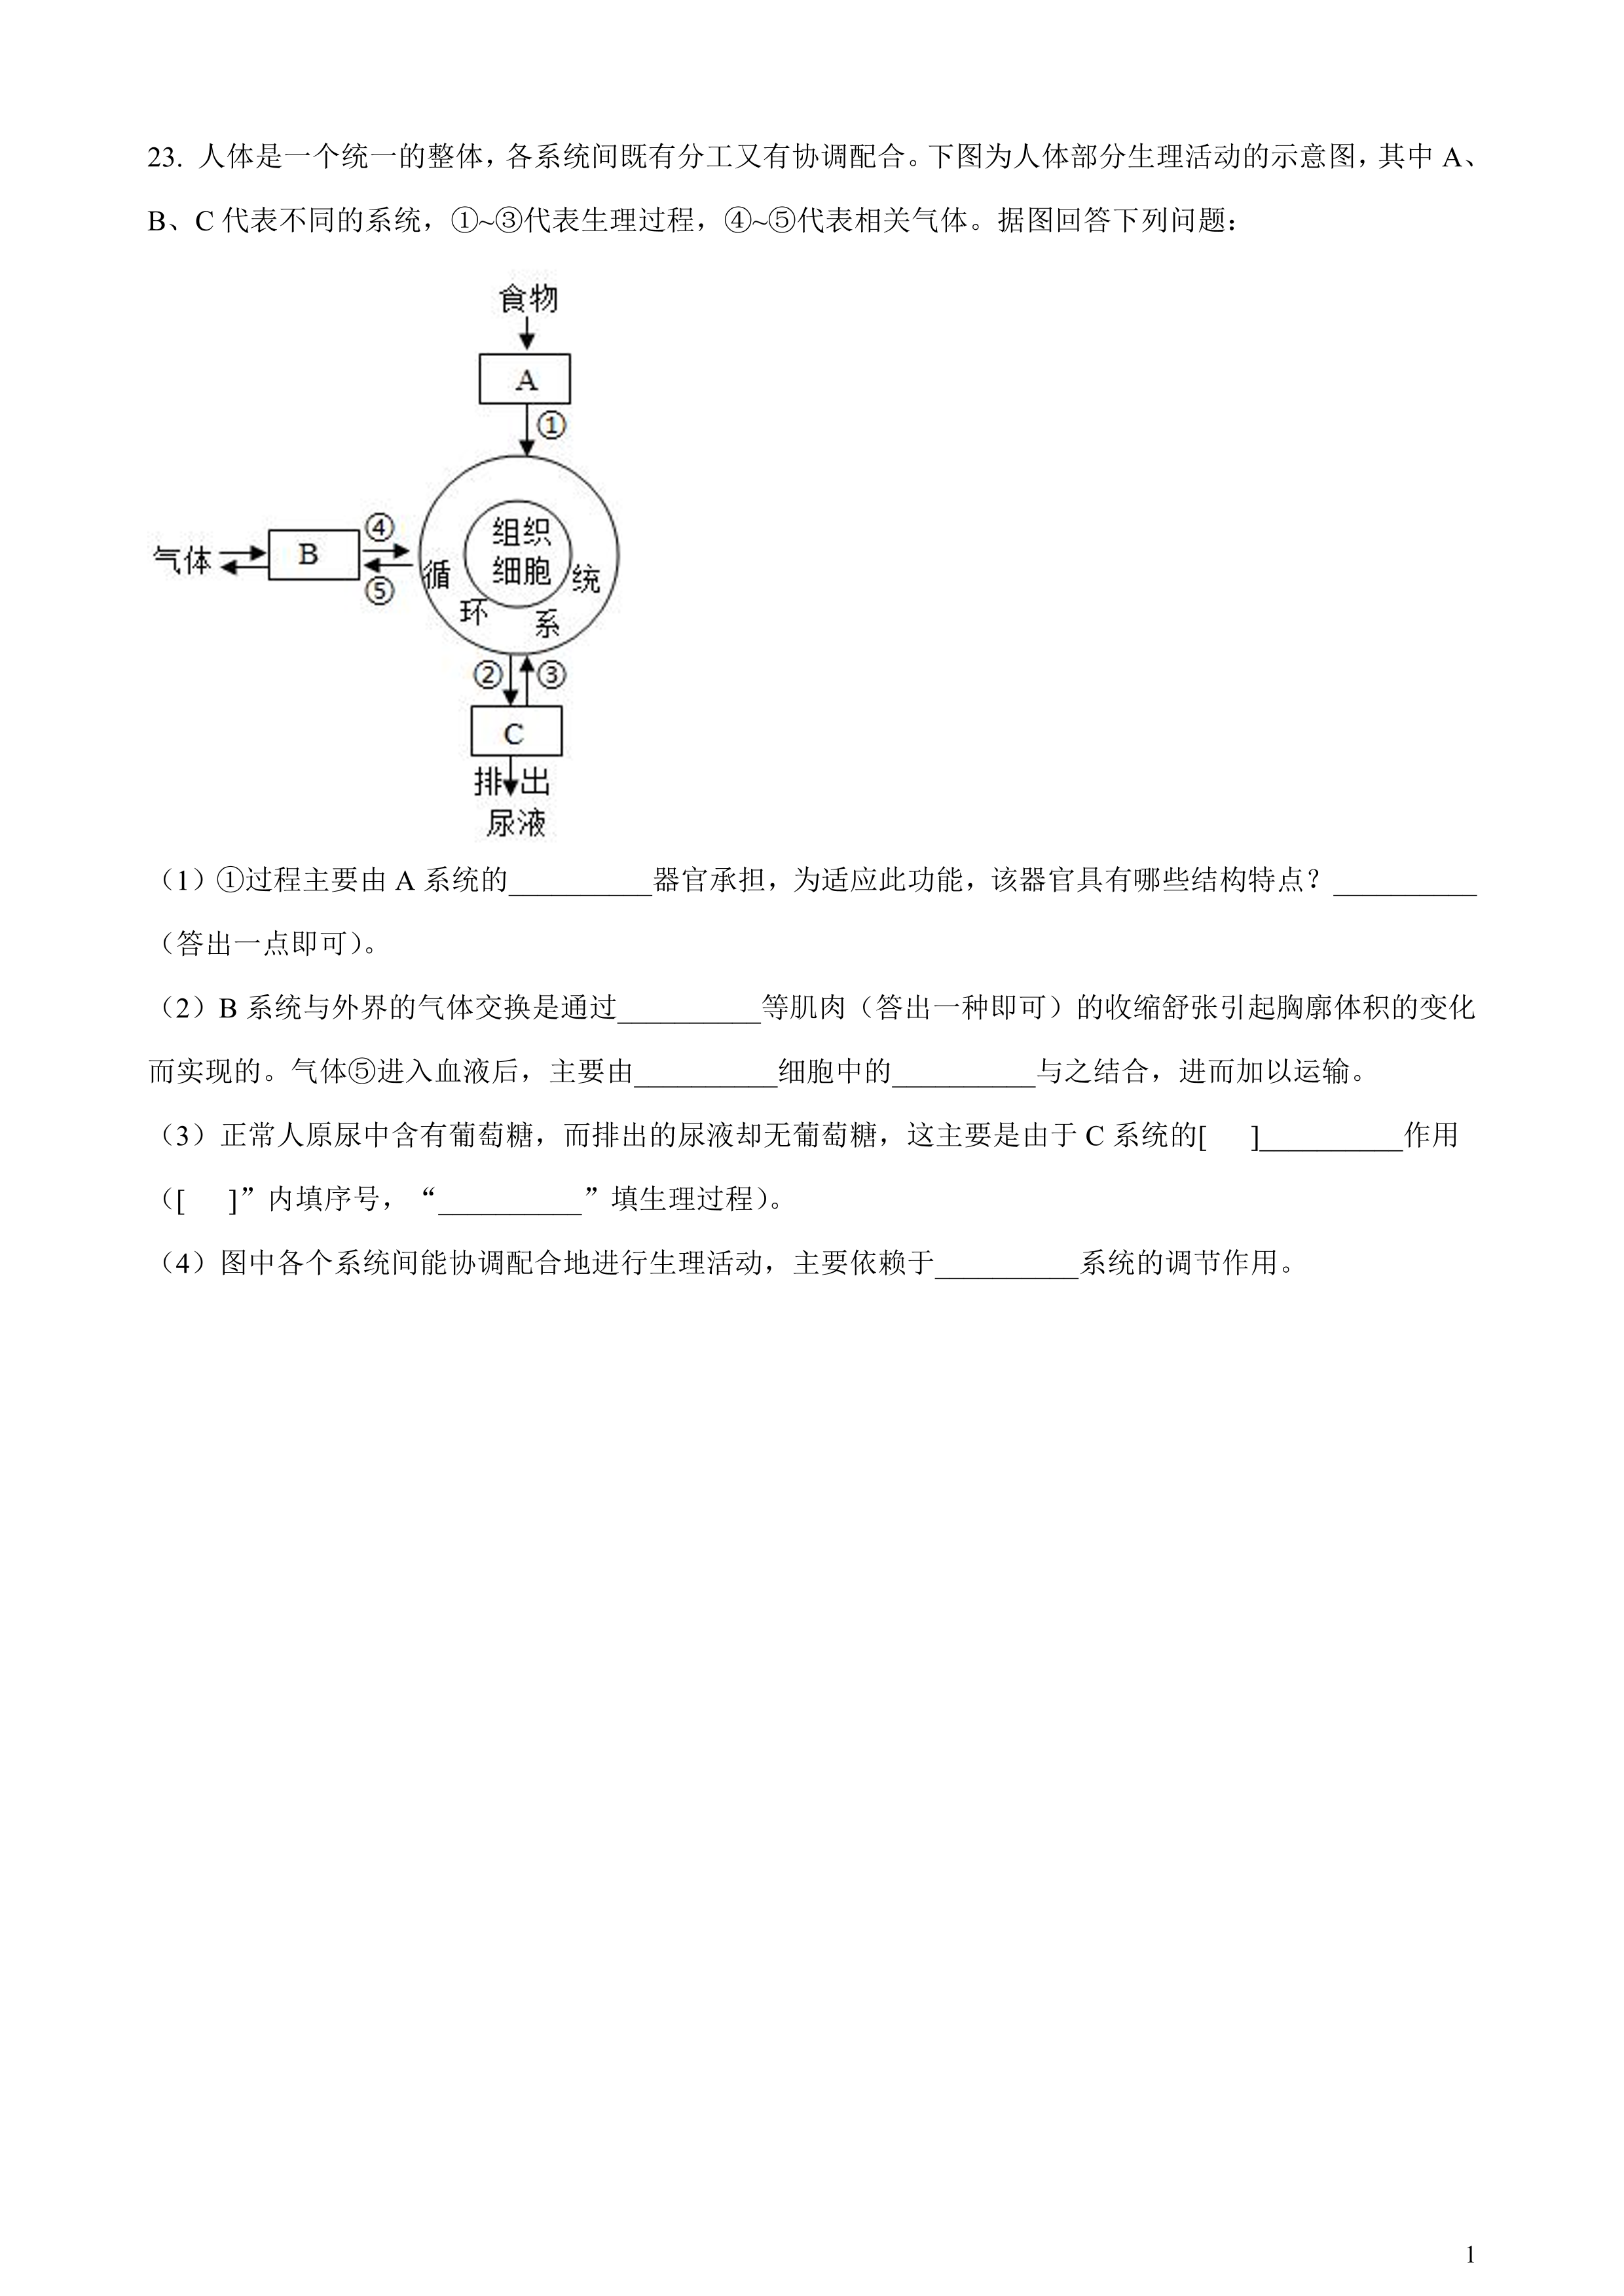 23. 人体是一个统一的整体，各系统间既有分工又有协调配合。下图为人体部分生理活动的示意图，其中 A、
B、C 代表不同的系统，①~③代表生理过程，④~⑤代表相关气体。据图回答下列问题：
食物
A
①
组织
细胞
循环系统
④
气体
B
⑤
②
③
C
排出
尿液
（1）①过程主要由 A 系统的__________器官承担，为适应此功能，该器官具有哪些结构特点？__________
（答出一点即可）。
（2）B 系统与外界的气体交换是通过__________等肌肉（答出一种即可）的收缩舒张引起胸廓体积的变化
而实现的。气体⑤进入血液后，主要由__________细胞中的__________与之结合，进而加以运输。
（3）正常人原尿中含有葡萄糖，而排出的尿液却无葡萄糖，这主要是由于 C 系统的[　　]__________作用
（[　　]”内填序号，“__________”填生理过程）。
（4）图中各个系统间能协调配合地进行生理活动，主要依赖于__________系统的调节作用。
1